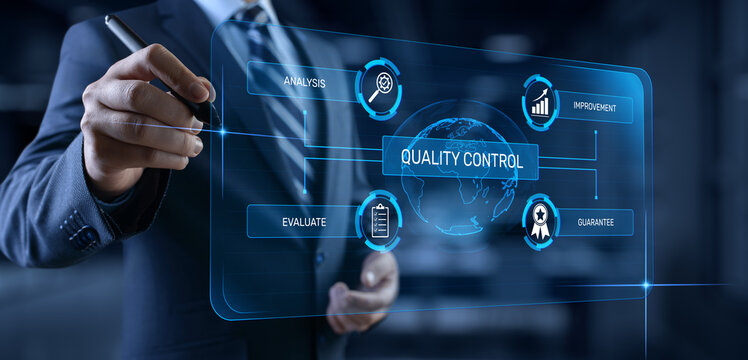 ANALYSIS
IMPROVEMENT
QUALITY CONTROL
EVALUATE
GUARANTEE